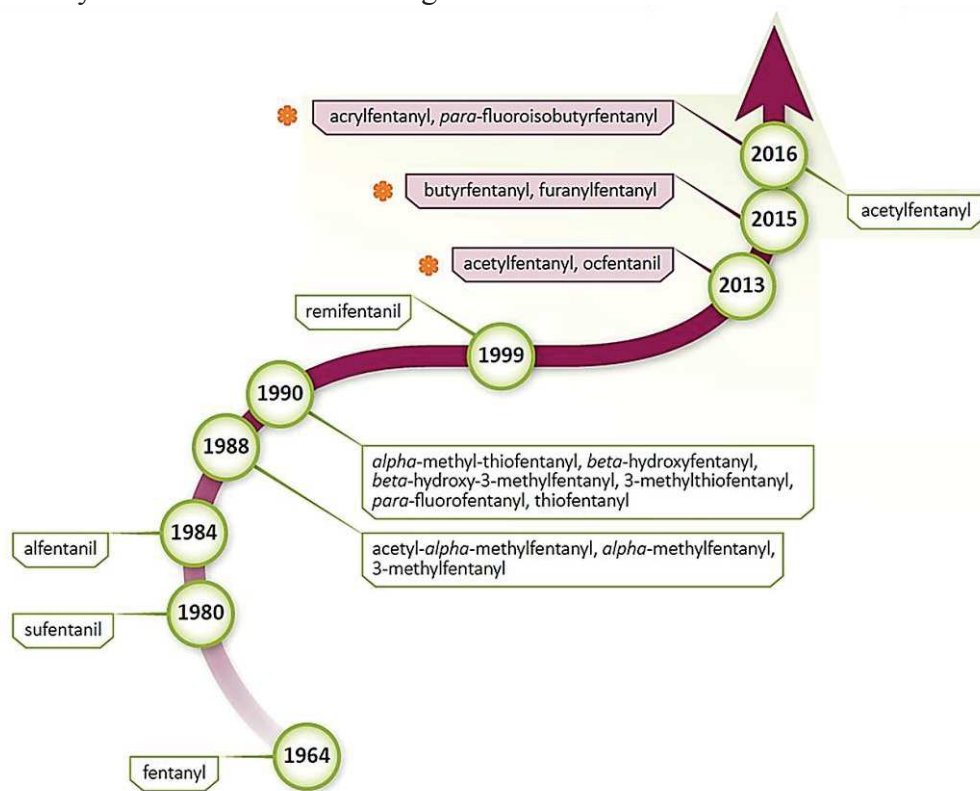 acrylfentanyl, para-fluoroisobutyrfentanyl
2016
acetylfentanyl
butyrfentanyl, furanylfentanyl
2015
acetylfentanyl, ocfentanil
2013
remifentanil
1999
1990
alpha-methyl-thiofentanyl, beta-hydroxyfentanyl,
beta-hydroxy-3-methylfentanyl, 3-methylthiofentanyl,
para-fluorofentanyl, thiofentanyl
1988
acetyl-alpha-methylfentanyl, alpha-methylfentanyl,
3-methylfentanyl
1984
alfentanil
1980
sufentanil
1964
fentanyl